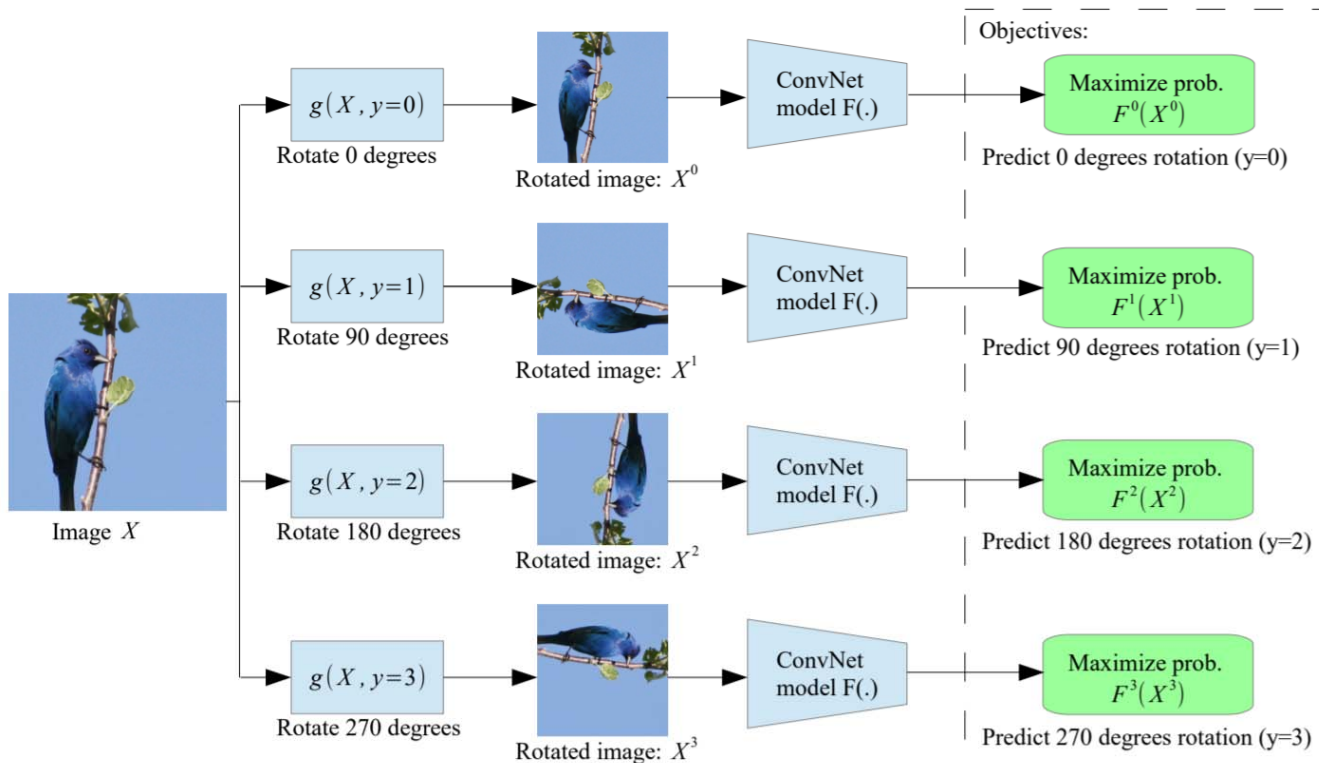 Objectives:
g(X, y=0)
Rotate 0 degrees
Rotated image: X⁰
ConvNet
model F(.)
Maximize prob.
F⁰(X⁰)
Predict 0 degrees rotation (y=0)
g(X, y=1)
Rotate 90 degrees
Rotated image: X¹
ConvNet
model F(.)
Maximize prob.
F¹(X¹)
Predict 90 degrees rotation (y=1)
Image X
g(X, y=2)
Rotate 180 degrees
Rotated image: X²
ConvNet
model F(.)
Maximize prob.
F²(X²)
Predict 180 degrees rotation (y=2)
g(X, y=3)
Rotate 270 degrees
Rotated image: X³
ConvNet
model F(.)
Maximize prob.
F³(X³)
Predict 270 degrees rotation (y=3)